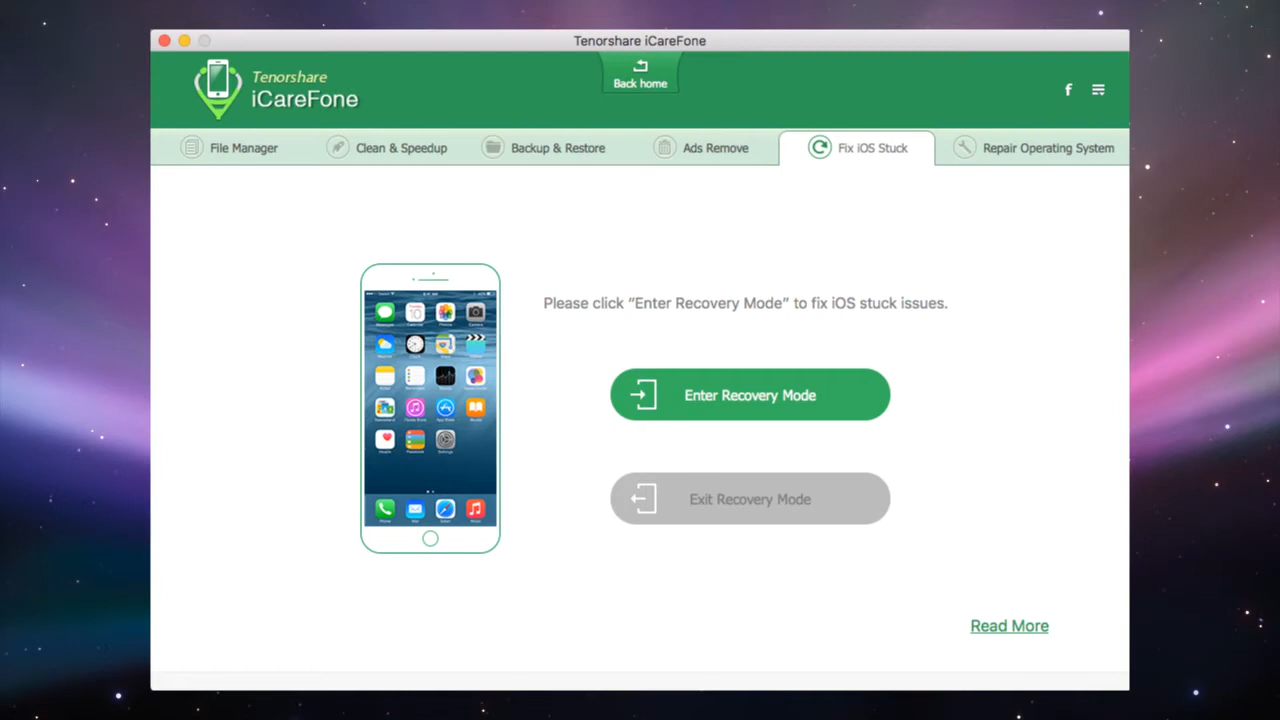 Tenorshare iCareFone
Tenorshare
iCareFone
Back home
f
File Manager
Clean & Speedup
Backup & Restore
Ads Remove
Fix iOS Stuck
Repair Operating System
Please click “Enter Recovery Mode” to fix iOS stuck issues.
Enter Recovery Mode
Exit Recovery Mode
Read More